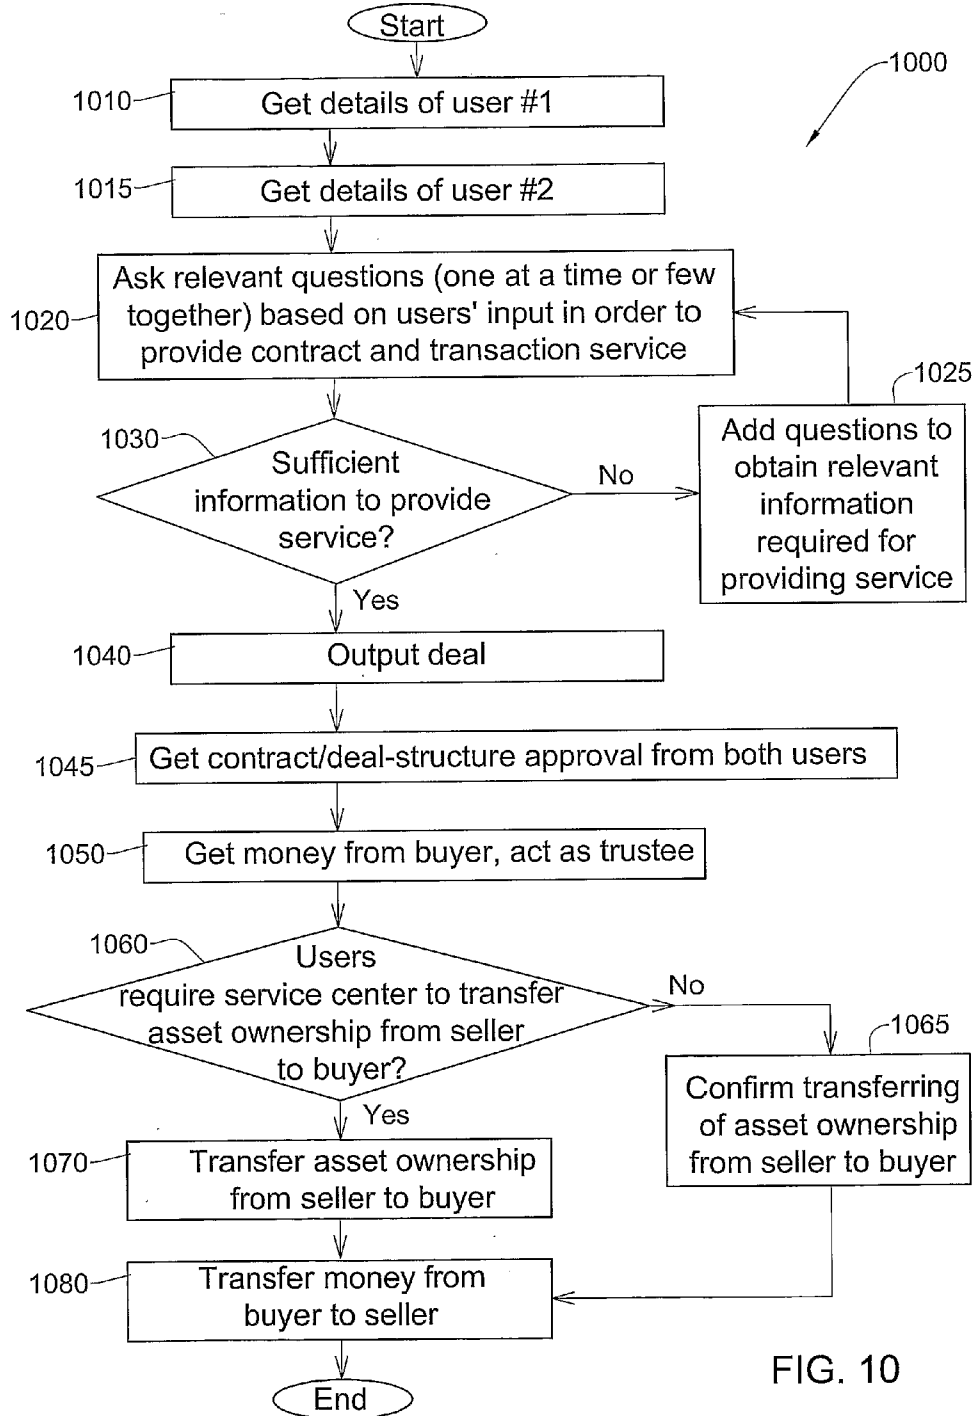 Start
1000
1010
Get details of user #1
1015
Get details of user #2
1020
Ask relevant questions (one at a time or few
together) based on users' input in order to
provide contract and transaction service
1025
Add questions to
obtain relevant
information
required for
providing service
1030
Sufficient
information to provide
service?
No
Yes
1040
Output deal
1045
Get contract/deal-structure approval from both users
1050
Get money from buyer, act as trustee
1060
Users
require service center to transfer
asset ownership from seller
to buyer?
No
1065
Confirm transferring
of asset ownership
from seller to buyer
Yes
1070
Transfer asset ownership
from seller to buyer
1080
Transfer money from
buyer to seller
End
FIG. 10